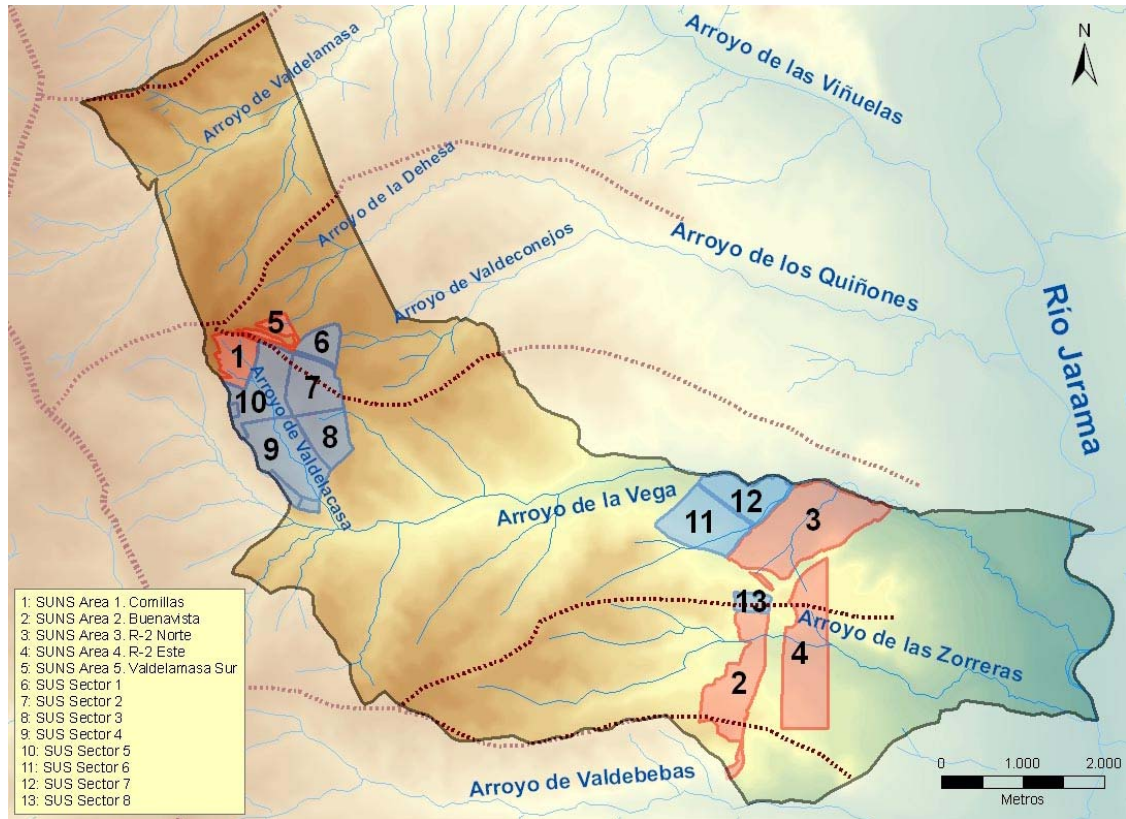 N
Arroyo de las Viñuelas
Arroyo de Valdelamasa
Arroyo de la Dehesa
Arroyo de Valdeconejos
Arroyo de los Quiñones
Río Jarama
5
6
1
7
10
Arroyo de Valdelacasa
8
9
Arroyo de la Vega
12
11
3
13
Arroyo de las Zorreras
4
2
Arroyo de Valdebebas
1: SUNS Area 1. Comillas
2: SUNS Area 2. Buenavista
3: SUNS Area 3. R-2 Norte
4: SUNS Area 4. R-2 Este
5: SUNS Area 5. Valdelamasa Sur
6: SUS Sector 1
7: SUS Sector 2
8: SUS Sector 3
9: SUS Sector 4
10: SUS Sector 5
11: SUS Sector 6
12: SUS Sector 7
13: SUS Sector 8
0 1.000 2.000
Metros